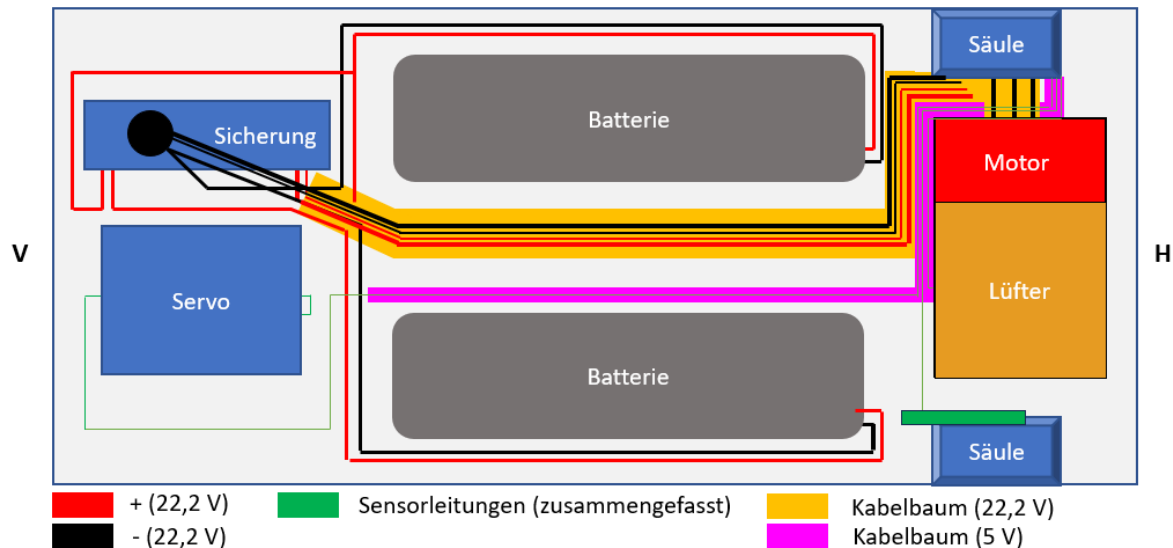 Säule
Batterie
Sicherung
Motor
V
H
Servo
Lüfter
Batterie
Säule
+ (22,2 V)
Sensorleitungen (zusammengefasst)
Kabelbaum (22,2 V)
- (22,2 V)
Kabelbaum (5 V)